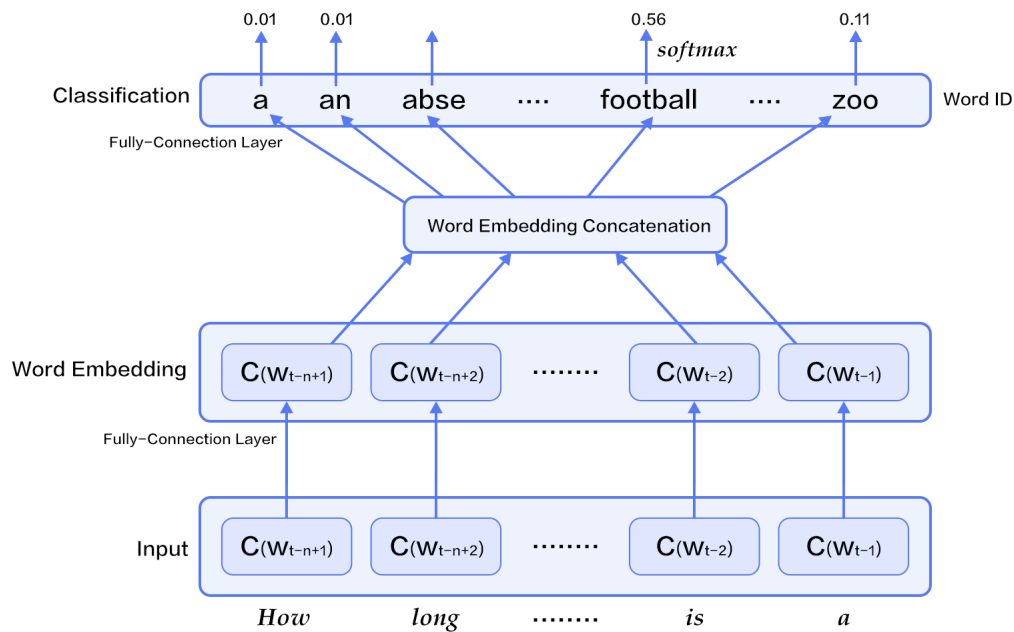 0.01 0.01 0.56 0.11
softmax
Classification a an abse .... football .... zoo Word ID
Fully-Connection Layer
Word Embedding Concatenation
Word Embedding C(wt-n+1) C(wt-n+2) ........ C(wt-2) C(wt-1)
Fully-Connection Layer
Input C(wt-n+1) C(wt-n+2) ........ C(wt-2) C(wt-1)
How long ........ is a